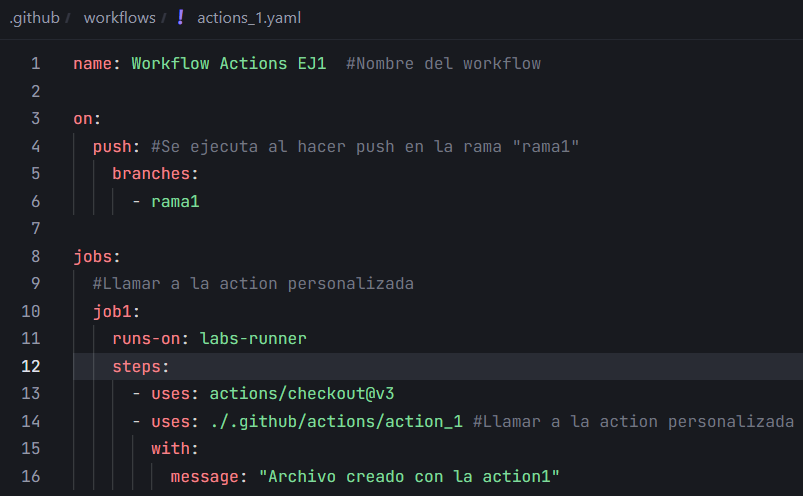 .github / workflows / ! actions_1.yaml
1 name: Workflow Actions EJ1  #Nombre del workflow
2
3 on:
4   push: #Se ejecuta al hacer push en la rama "rama1"
5     branches:
6       - rama1
7
8 jobs:
9   #Llamar a la action personalizada
10   job1:
11     runs-on: labs-runner
12     steps:
13       - uses: actions/checkout@v3
14       - uses: ./.github/actions/action_1 #Llamar a la action personalizada
15         with:
16           message: "Archivo creado con la action1"